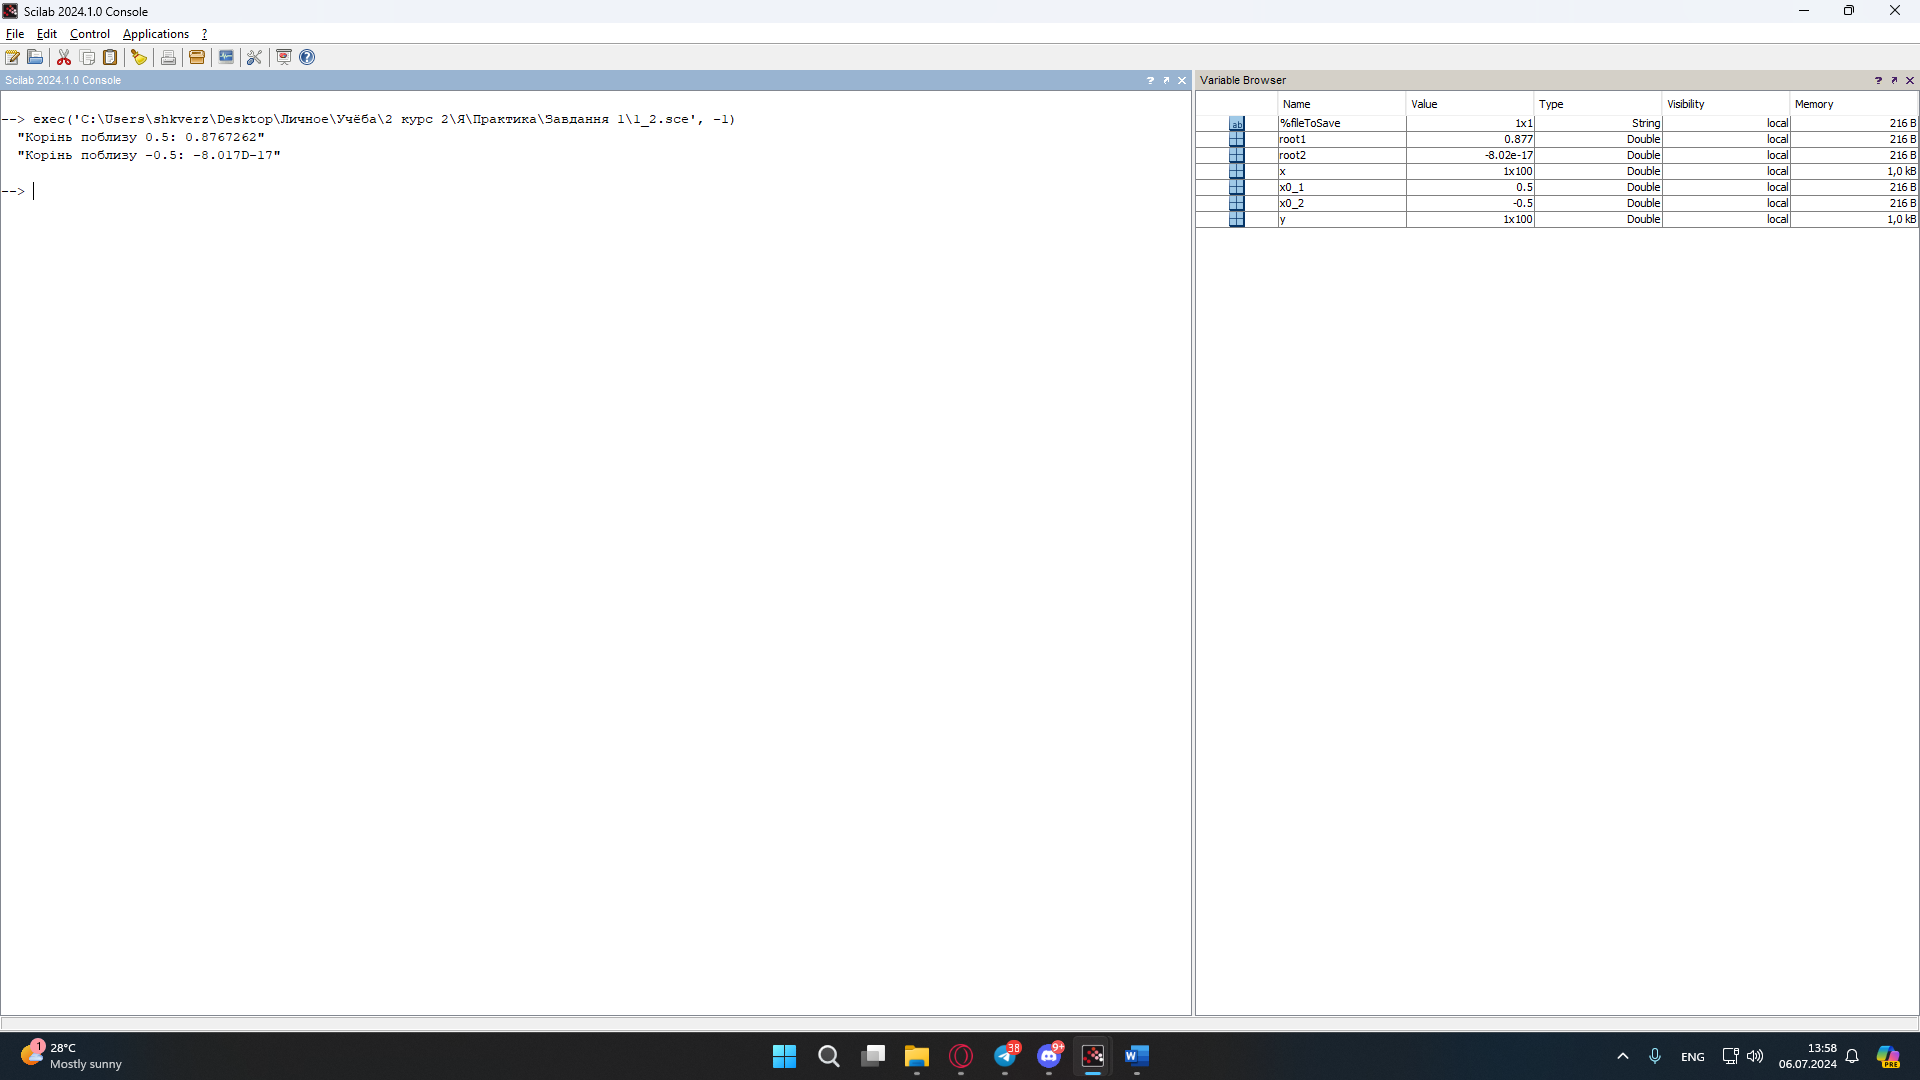 Scilab 2024.1.0 Console
File Edit Control Applications ?
Scilab 2024.1.0 Console
--> exec('C:\Users\shkverz\Desktop\Личное\Учёба\2 курс 2\Я\Практика\Завдання 1\1_2.sce', -1)
"Корінь поблизу 0.5: 0.8767262"
"Корінь поблизу -0.5: -8.017D-17"
-->
Variable Browser
Name Value Type Visibility Memory
%fileToSave 1x1 String local 216 B
root1 0.877 Double local 216 B
root2 -8.02e-17 Double local 216 B
x 1x100 Double local 1,0 kB
x0_1 0.5 Double local 216 B
x0_2 -0.5 Double local 216 B
y 1x100 Double local 1,0 kB
1
28°C
Mostly sunny
38
9+
ENG
13:58
06.07.2024
PRE